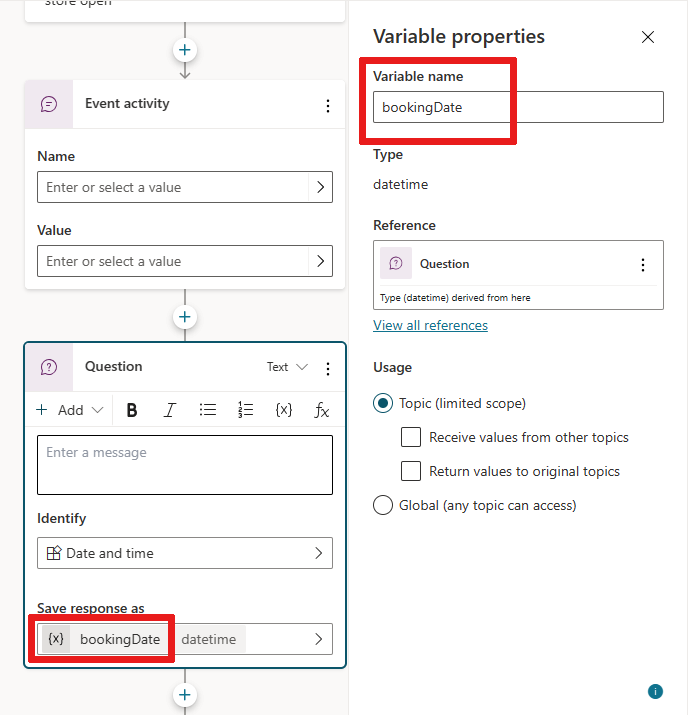 store open
Event activity
Name
Enter or select a value
Value
Enter or select a value
Question
Text
Add
B
I
{x}
fx
Enter a message
Identify
Date and time
Save response as
{x} bookingDate datetime
Variable properties
Variable name
bookingDate
Type
datetime
Reference
Question
Type (datetime) derived from here
View all references
Usage
Topic (limited scope)
Receive values from other topics
Return values to original topics
Global (any topic can access)